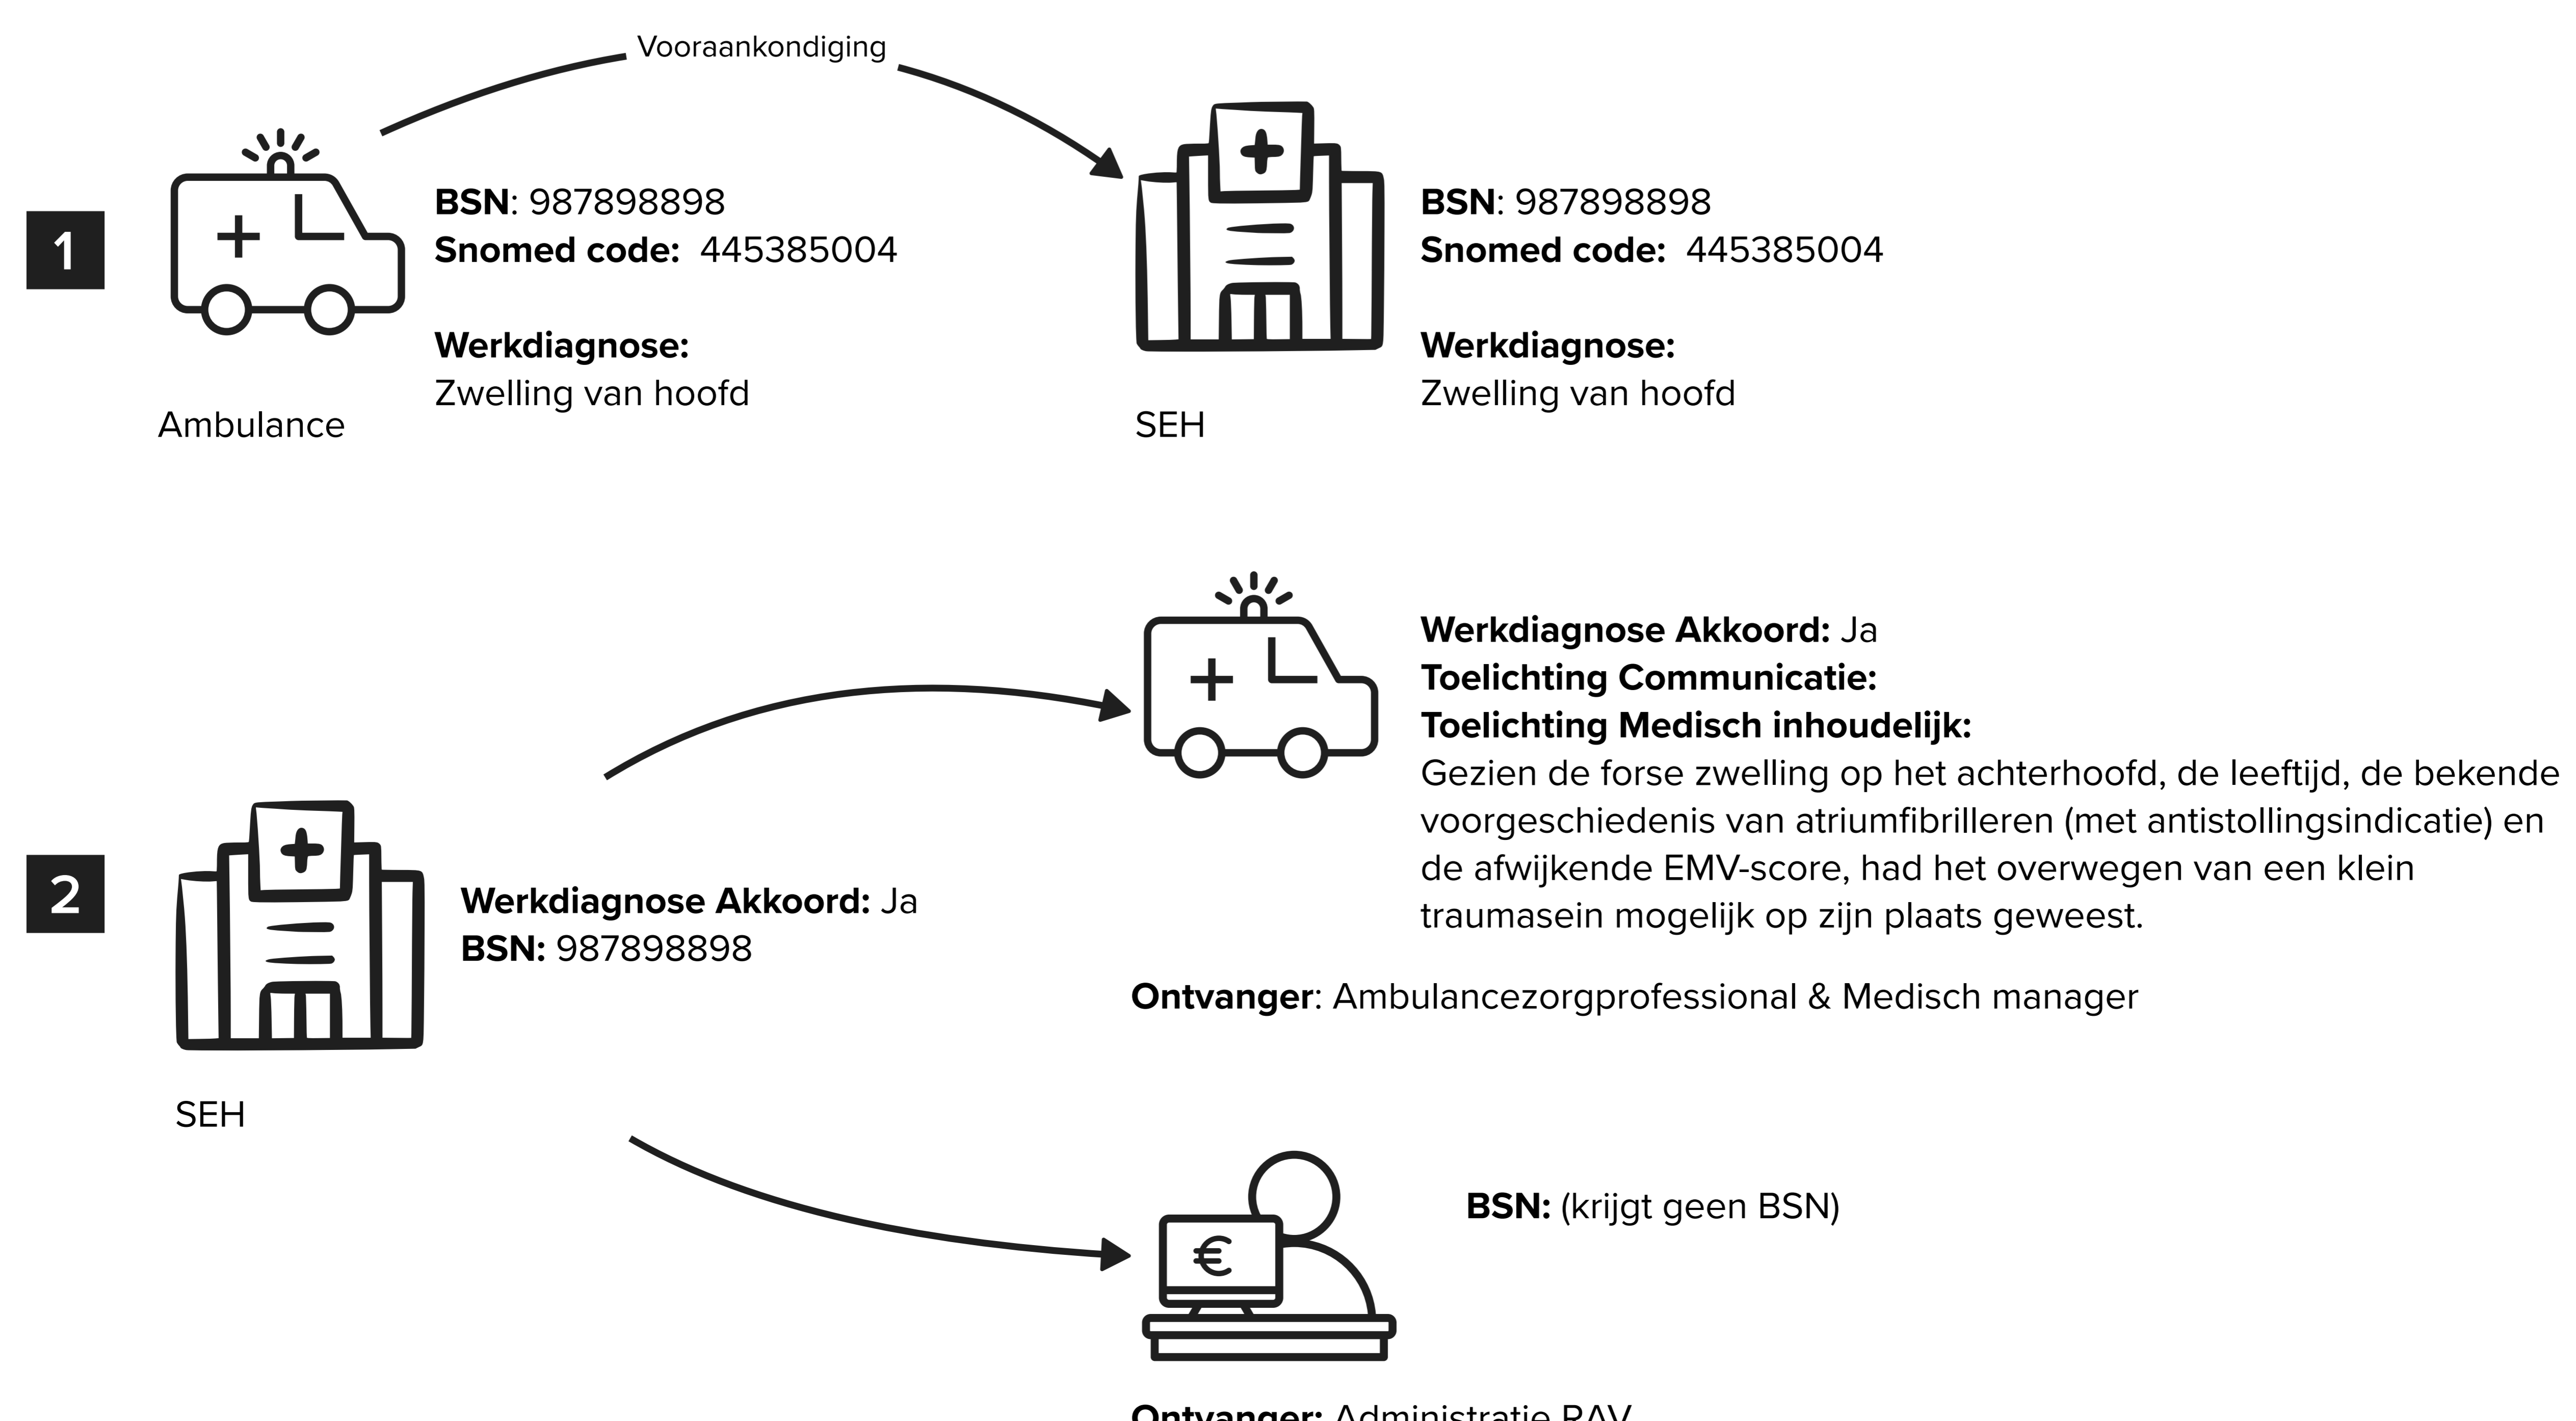 Vooraankondiging
1
BSN: 987898898
Snomed code: 445385004
Werkdiagnose:
Zwelling van hoofd
Ambulance
BSN: 987898898
Snomed code: 445385004
Werkdiagnose:
Zwelling van hoofd
SEH
2
Werkdiagnose Akkoord: Ja
BSN: 987898898
SEH
Werkdiagnose Akkoord: Ja
Toelichting Communicatie:
Toelichting Medisch inhoudelijk:
Gezien de forse zwelling op het achterhoofd, de leeftijd, de bekende
voorgeschiedenis van atriumfibrilleren (met antistollingsindicatie) en
de afwijkende EMV-score, had het overwegen van een klein
traumasein mogelijk op zijn plaats geweest.
Ontvanger: Ambulancezorgprofessional & Medisch manager
€
BSN: (krijgt geen BSN)
Ontvanger: Administratie RAV